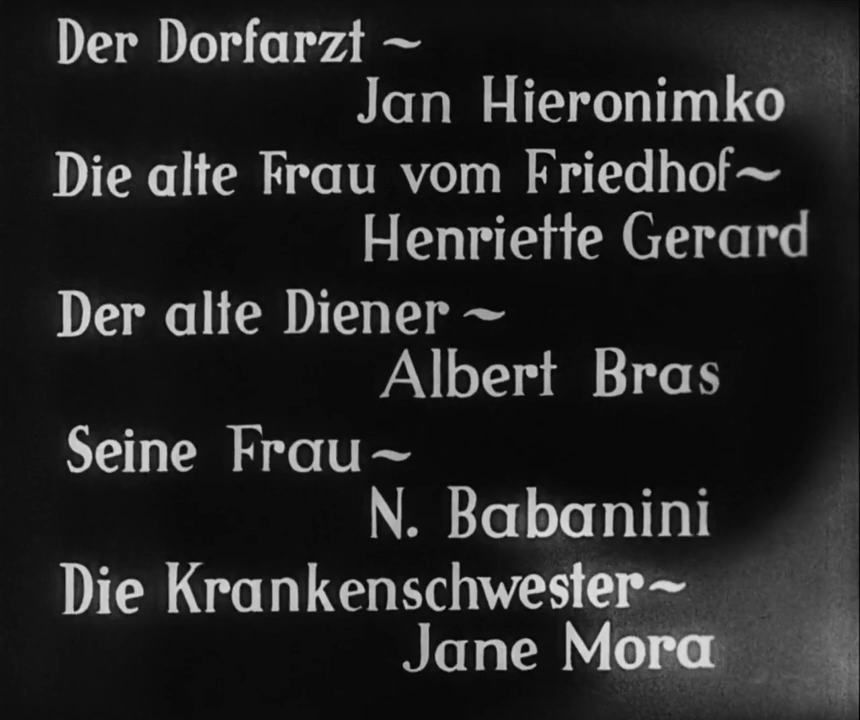 Der Dorfarzt ~
Jan Hieronimko
Die alte Frau vom Friedhof ~
Henriette Gerard
Der alte Diener ~
Albert Bras
Seine Frau ~
N. Babanini
Die Krankenschwester ~
Jane Mora